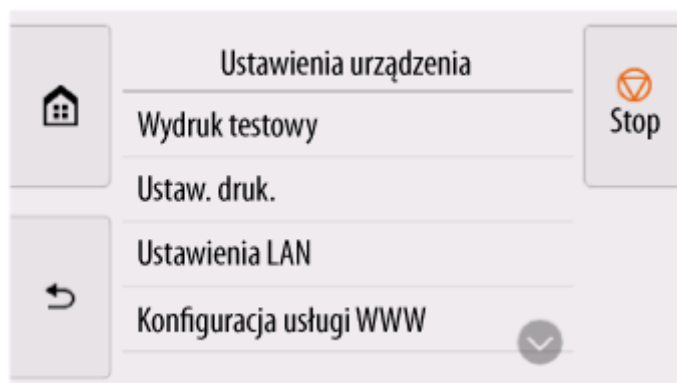 Ustawienia urządzenia
Stop
Wydruk testowy
Ustaw. druk.
Ustawienia LAN
Konfiguracja usługi WWW